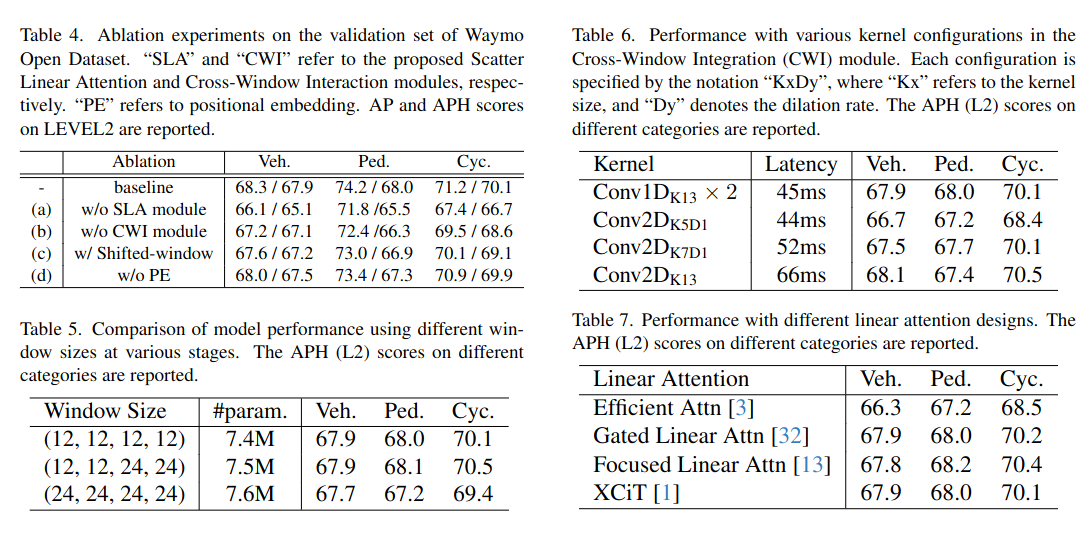 Table 4. Ablation experiments on the validation set of Waymo
Open Dataset. “SLA” and “CWI” refer to the proposed Scatter
Linear Attention and Cross-Window Interaction modules, respec-
tively. “PE” refers to positional embedding. AP and APH scores
on LEVEL2 are reported.
Ablation Veh. Ped. Cyc.
- baseline 68.3 / 67.9 74.2 / 68.0 71.2 / 70.1
(a) w/o SLA module 66.1 / 65.1 71.8 /65.5 67.4 / 66.7
(b) w/o CWI module 67.2 / 67.1 72.4 /66.3 69.5 / 68.6
(c) w/ Shifted-window 67.6 / 67.2 73.0 / 66.9 70.1 / 69.1
(d) w/o PE 68.0 / 67.5 73.4 / 67.3 70.9 / 69.9
Table 5. Comparison of model performance using different win-
dow sizes at various stages. The APH (L2) scores on different
categories are reported.
Window Size #param. Veh. Ped. Cyc.
(12, 12, 12, 12) 7.4M 67.9 68.0 70.1
(12, 12, 24, 24) 7.5M 67.9 68.1 70.5
(24, 24, 24, 24) 7.6M 67.7 67.2 69.4
Table 6. Performance with various kernel configurations in the
Cross-Window Integration (CWI) module. Each configuration is
specified by the notation “KxDy”, where “Kx” refers to the kernel
size, and “Dy” denotes the dilation rate. The APH (L2) scores on
different categories are reported.
Kernel Latency Veh. Ped. Cyc.
Conv1D_K13 × 2 45ms 67.9 68.0 70.1
Conv2D_K5D1 44ms 66.7 67.2 68.4
Conv2D_K7D1 52ms 67.5 67.7 70.1
Conv2D_K13 66ms 68.1 67.4 70.5
Table 7. Performance with different linear attention designs. The
APH (L2) scores on different categories are reported.
Linear Attention Veh. Ped. Cyc.
Efficient Attn [3] 66.3 67.2 68.5
Gated Linear Attn [32] 67.9 68.0 70.2
Focused Linear Attn [13] 67.8 68.2 70.4
XCiT [1] 67.9 68.0 70.1